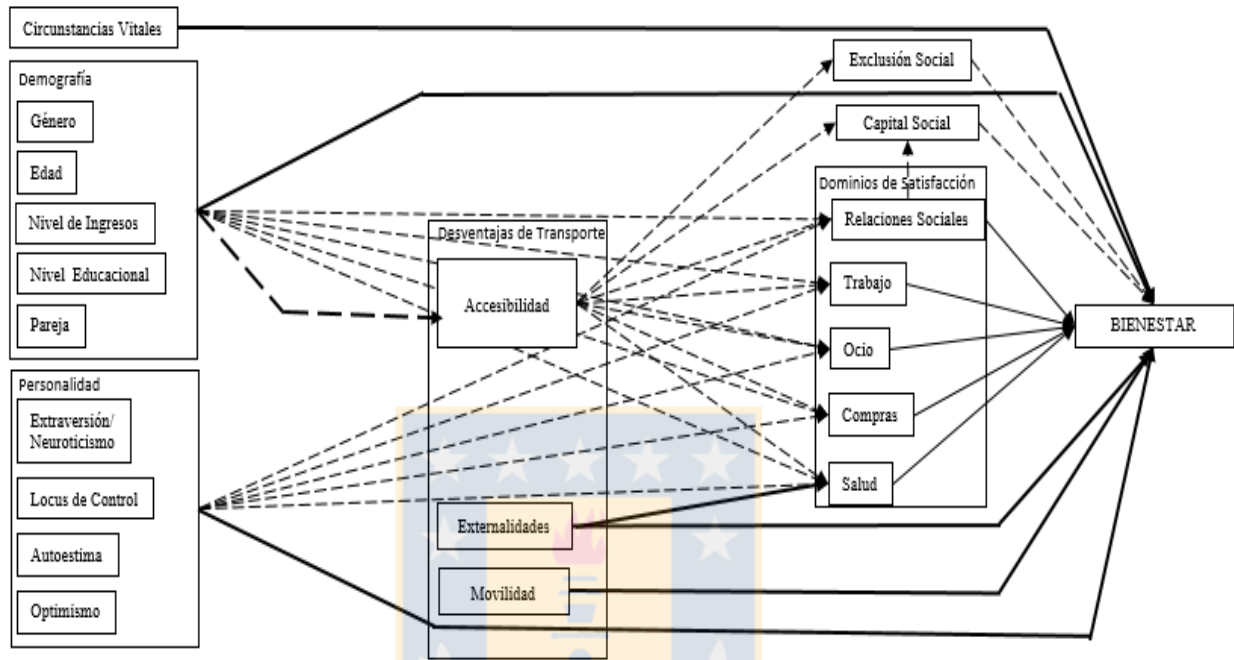 Circunstancias Vitales
Demografía
Género
Edad
Nivel de Ingresos
Nivel Educacional
Pareja
Personalidad
Extraversión/
Neuroticismo
Locus de Control
Autoestima
Optimismo
Desventajas de Transporte
Accesibilidad
Externalidades
Movilidad
Exclusión Social
Capital Social
Dominios de Satisfacción
Relaciones Sociales
Trabajo
Ocio
Compras
Salud
BIENESTAR